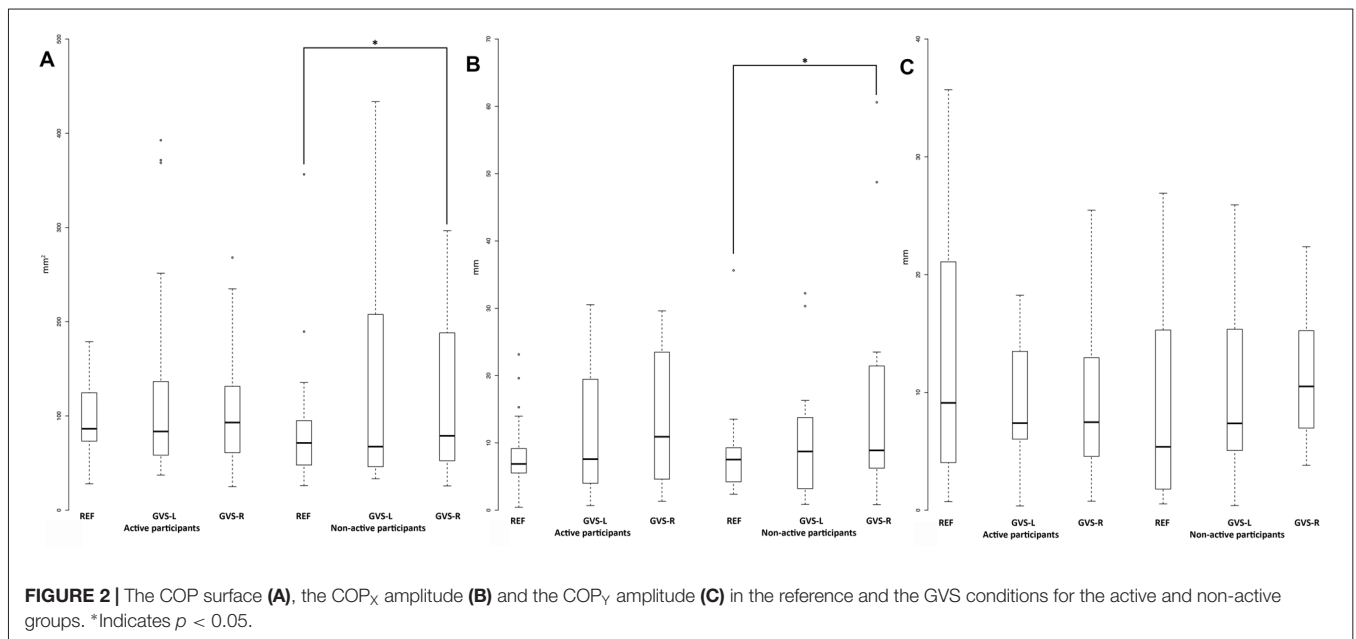 A
mm²
0
100
200
300
400
500
*
REF
GVS-L
GVS-R
Active participants
REF
GVS-L
GVS-R
Non-active participants
B
mm
0
10
20
30
40
50
60
70
*
REF
GVS-L
GVS-R
Active participants
REF
GVS-L
GVS-R
Non-active participants
C
mm
0
10
20
30
40
REF
GVS-L
GVS-R
Active participants
REF
GVS-L
GVS-R
Non-active participants
FIGURE 2 | The COP surface (A), the COPX amplitude (B) and the COPY amplitude (C) in the reference and the GVS conditions for the active and non-active
groups. *Indicates p < 0.05.